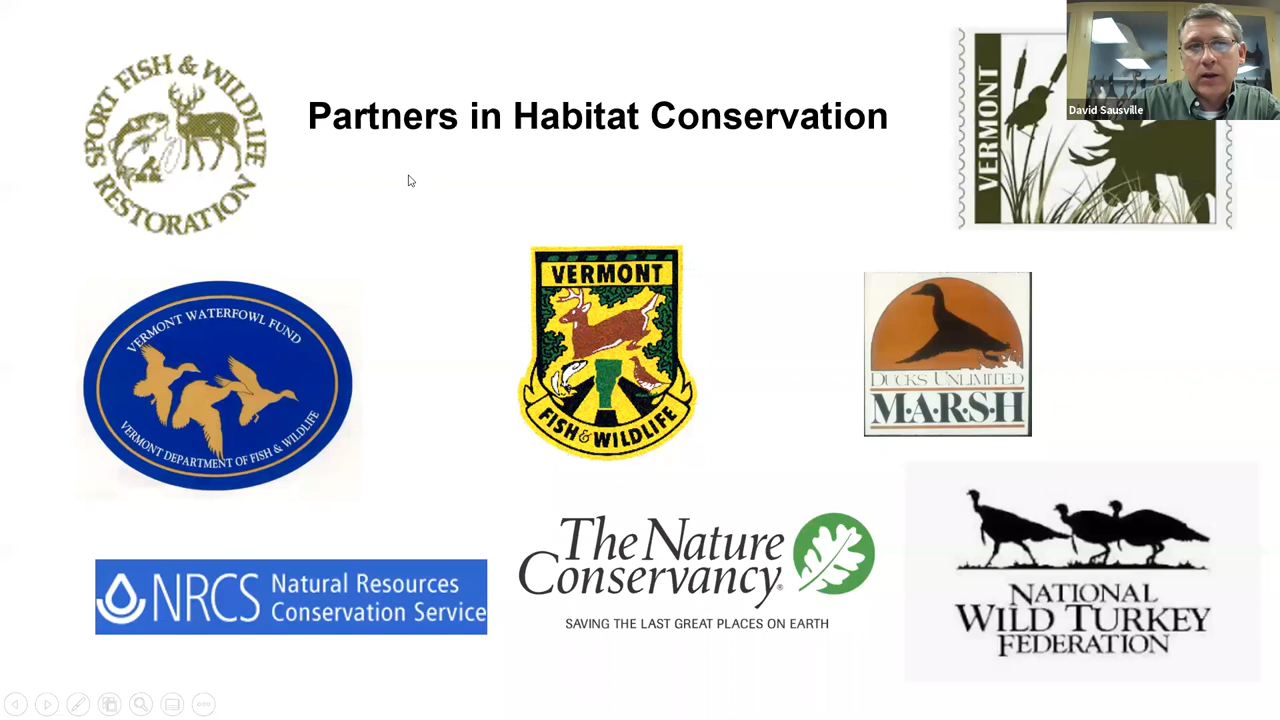 SPORT FISH & WILDLIFE
RESTORATION
Partners in Habitat Conservation
VERMONT
David Sausville
VERMONT WATERFOWL FUND
VERMONT DEPARTMENT OF FISH & WILDLIFE
VERMONT
FISH & WILDLIFE
DUCKS UNLIMITED
M·A·R·S·H
NRCS
Natural Resources
Conservation Service
The Nature
Conservancy®
SAVING THE LAST GREAT PLACES ON EARTH
NATIONAL
WILD TURKEY
FEDERATION